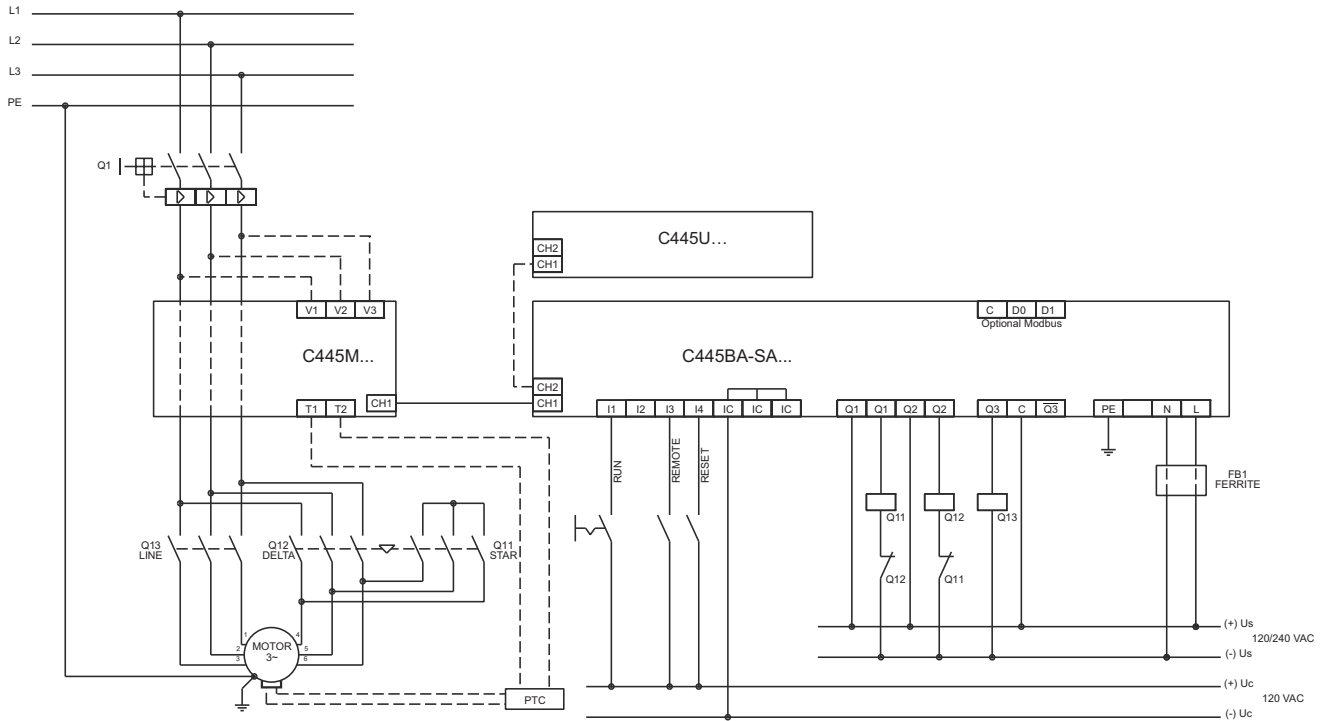 L1
L2
L3
PE
Q1
C445U…
CH2
CH1
V1 V2 V3
C D0 D1
Optional Modbus
C445M...
C445BA-SA...
CH2
CH1
CH1
T1 T2
I1 I2 I3 I4 IC IC IC
Q1 Q1 Q2 Q2
Q3 C Q3
PE N L
RUN
REMOTE
RESET
FB1
FERRITE
Q11
Q12
Q13
Q13
LINE
Q12
DELTA
Q11
STAR
Q12
Q11
(+) Us
120/240 VAC
(-) Us
1
2
3
MOTOR
3~
4
5
6
PTC
(+) Uc
120 VAC
(-) Uc